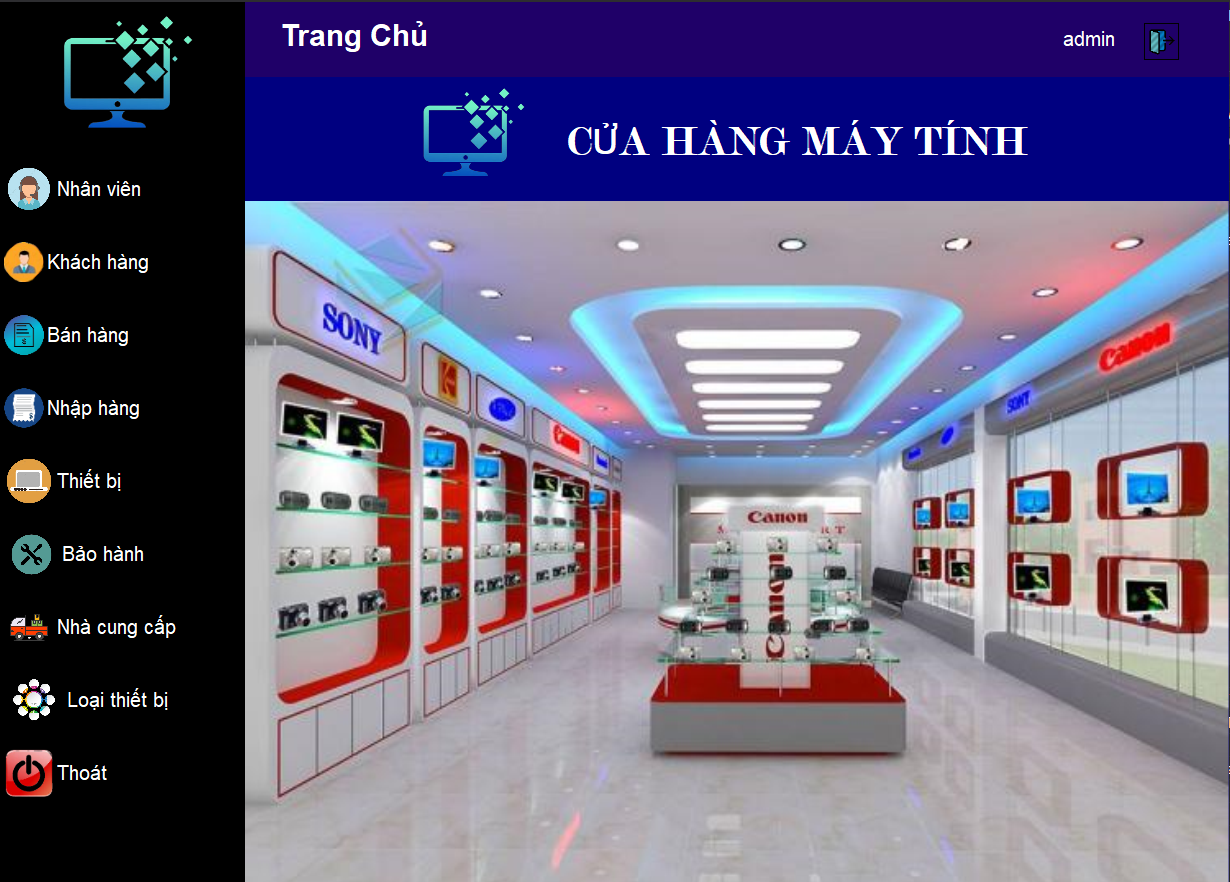 Trang Chủ
admin
CỬA HÀNG MÁY TÍNH
Nhân viên
Khách hàng
Bán hàng
Nhập hàng
Thiết bị
Bảo hành
Nhà cung cấp
Loại thiết bị
Thoát
SONY
Canon
Canon
SONY
Canon
Canon